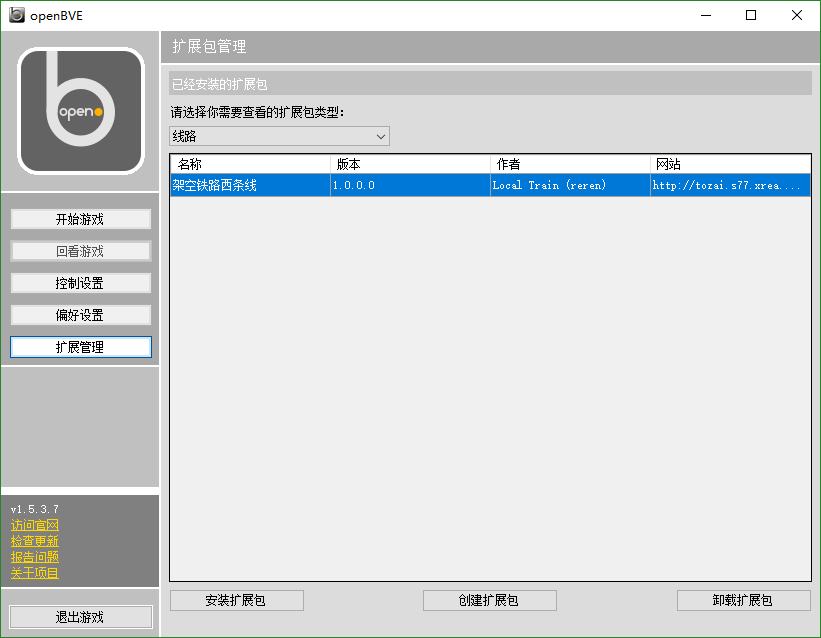 openBVE
open
扩展包管理
已经安装的扩展包
请选择你需要查看的扩展包类型:
线路
名称 版本 作者 网站
架空铁路西条线 1.0.0.0 Local Train (reren) http://tozai.s77.xrea....
开始游戏
回看游戏
控制设置
偏好设置
扩展管理
v1.5.3.7
访问官网
检查更新
报告问题
关于项目
退出游戏
安装扩展包 创建扩展包 卸载扩展包